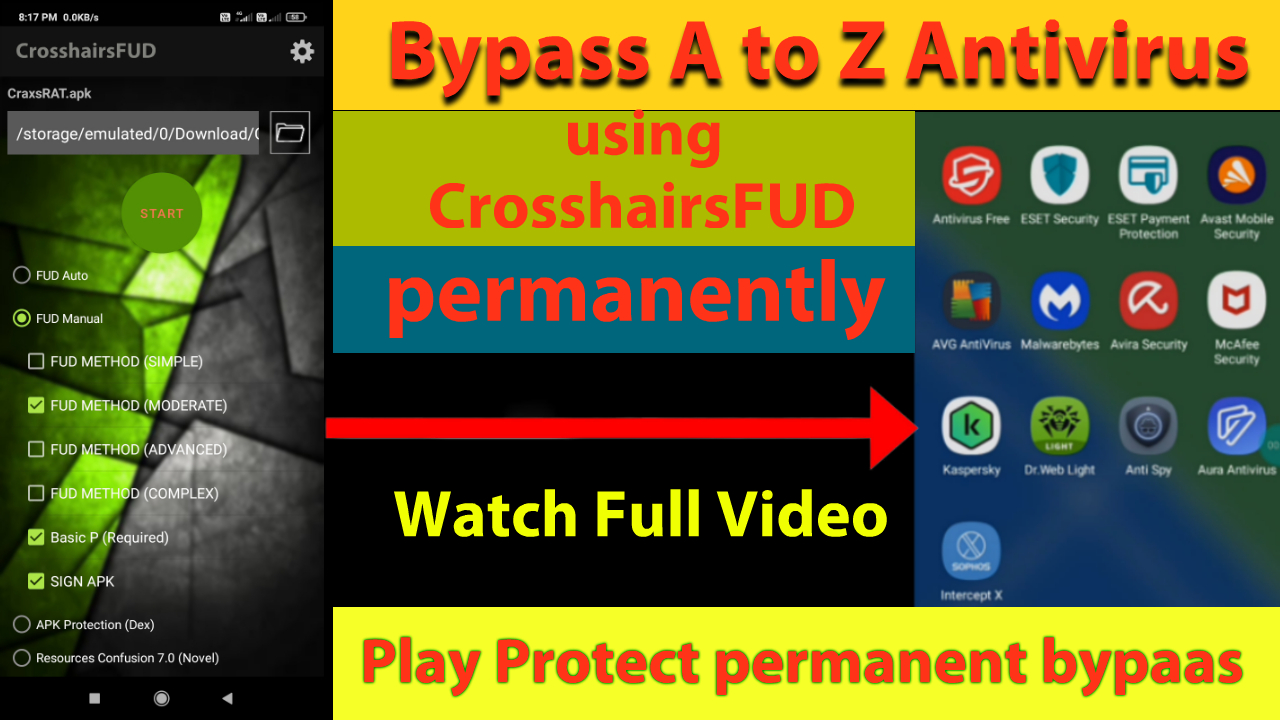 8:17 PM 0.0KB/s
58
CrosshairsFUD
CraxsRAT.apk
/storage/emulated/0/Download/C
START
FUD Auto
FUD Manual
FUD METHOD (SIMPLE)
FUD METHOD (MODERATE)
FUD METHOD (ADVANCED)
FUD METHOD (COMPLEX)
Basic P (Required)
SIGN APK
APK Protection (Dex)
Resources Confusion 7.0 (Novel)
Bypass A to Z Antivirus
using
CrosshairsFUD
permanently
Watch Full Video
Play Protect permanent bypaas
Antivirus Free
ESET Security
ESET Payment
Protection
Avast Mobile
Security
AVG AntiVirus
Malwarebytes
Avira Security
McAfee
Security
Kaspersky
LIGHT
Dr.Web Light
Anti Spy
Aura Antivirus
SOPHOS
Intercept X